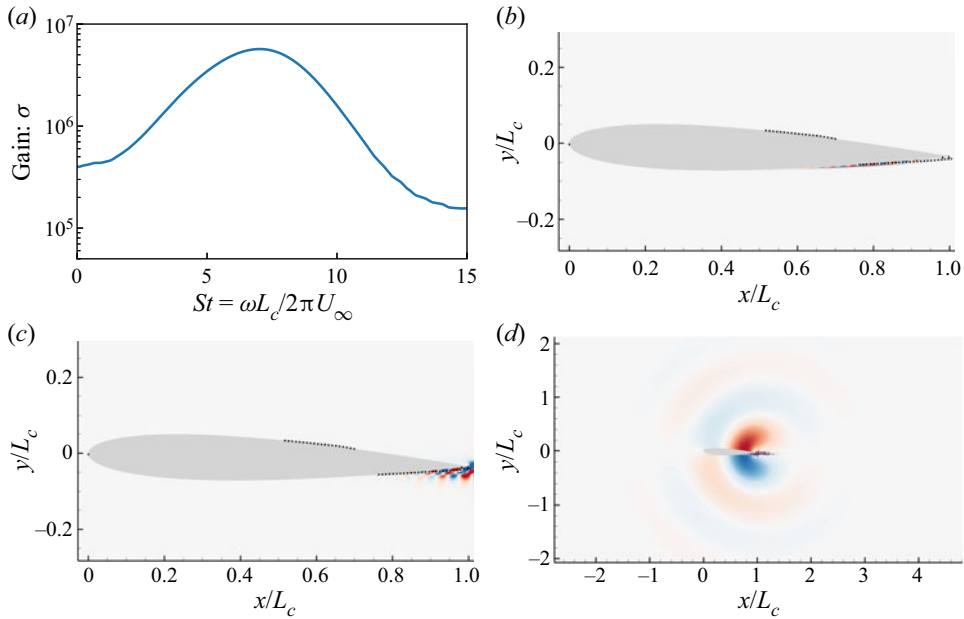 (a)
10^7
10^6
10^5
Gain: σ
0 5 10 15
St = ωL_c/2πU_∞
(b)
0.2
0
−0.2
y/L_c
0 0.2 0.4 0.6 0.8 1.0
x/L_c
(c)
0.2
0
−0.2
y/L_c
0 0.2 0.4 0.6 0.8 1.0
x/L_c
(d)
2
1
0
−1
−2
y/L_c
−2 −1 0 1 2 3 4
x/L_c